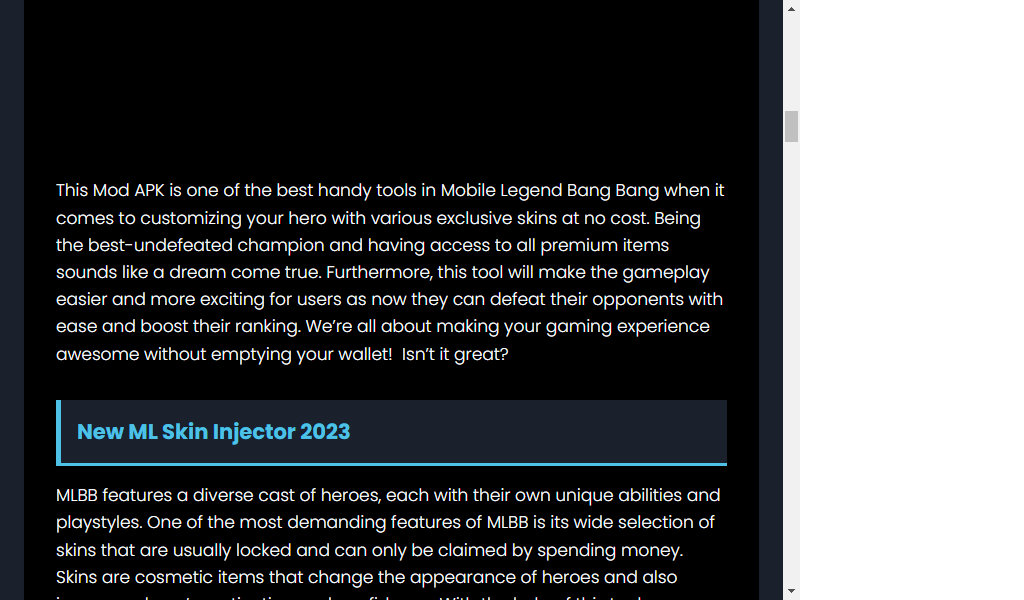 This Mod APK is one of the best handy tools in Mobile Legend Bang Bang when it
comes to customizing your hero with various exclusive skins at no cost. Being
the best-undefeated champion and having access to all premium items
sounds like a dream come true. Furthermore, this tool will make the gameplay
easier and more exciting for users as now they can defeat their opponents with
ease and boost their ranking. We’re all about making your gaming experience
awesome without emptying your wallet!  Isn’t it great?
New ML Skin Injector 2023
MLBB features a diverse cast of heroes, each with their own unique abilities and
playstyles. One of the most demanding features of MLBB is its wide selection of
skins that are usually locked and can only be claimed by spending money.
Skins are cosmetic items that change the appearance of heroes and also